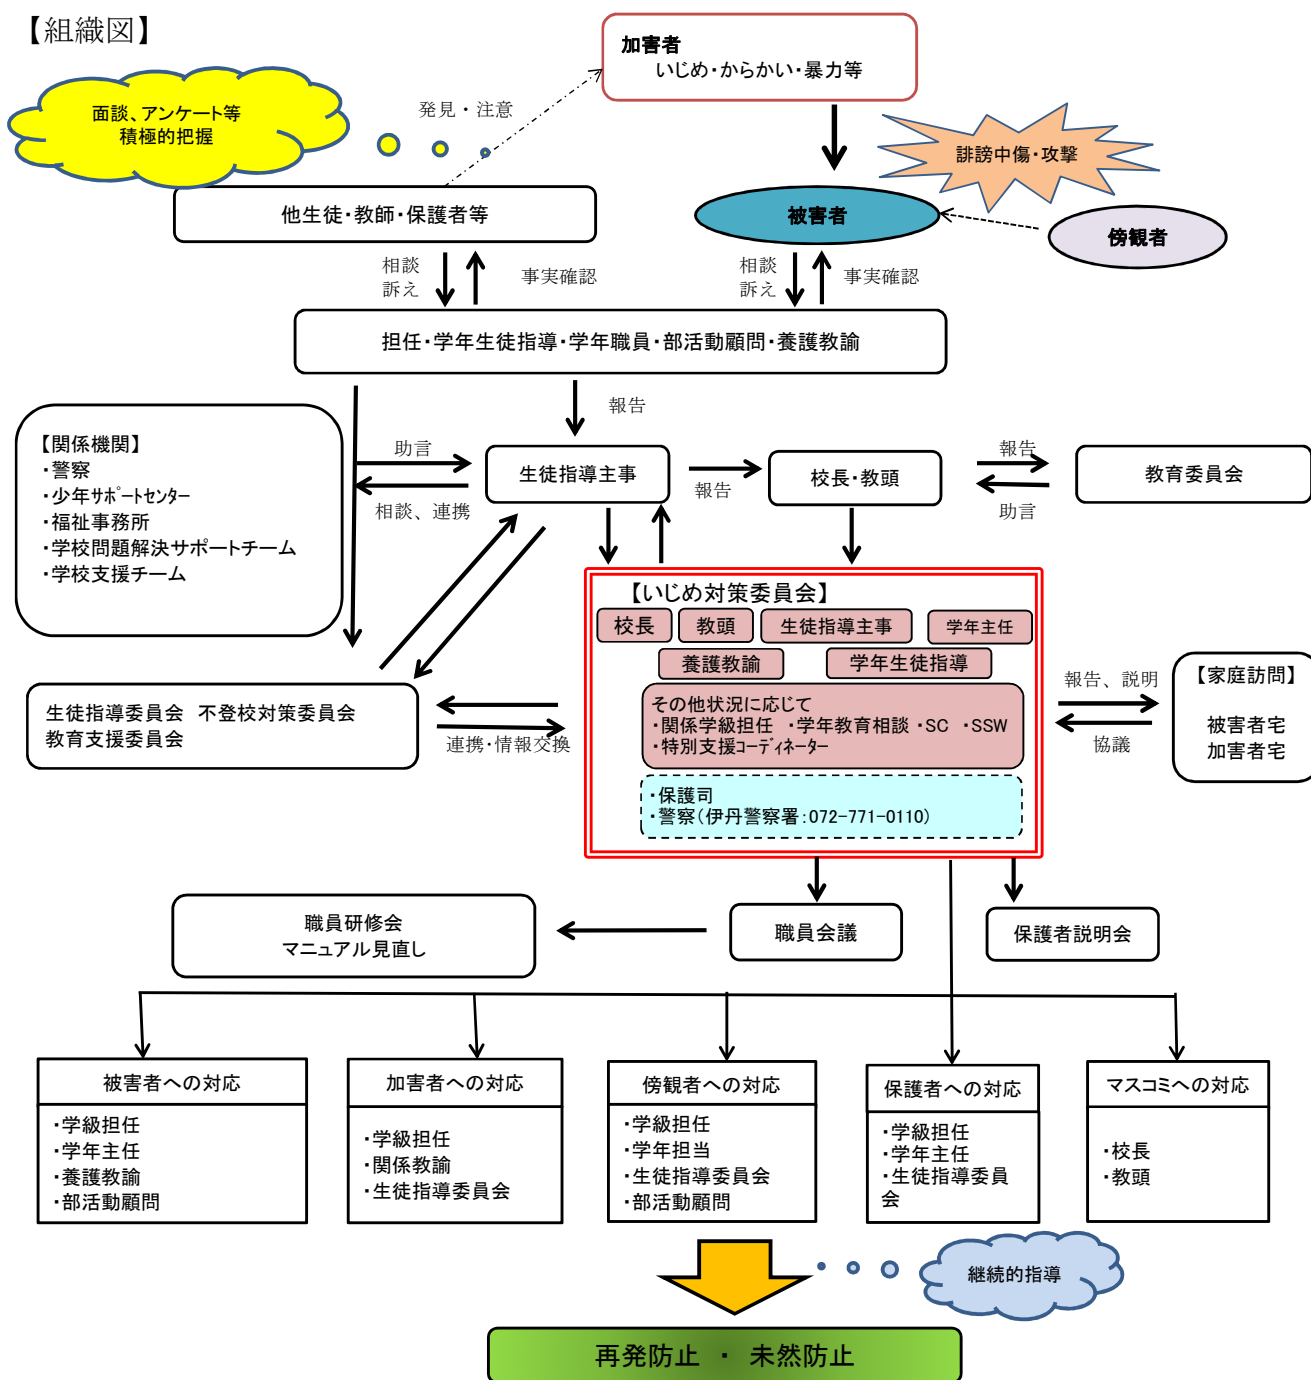 【組織図】
加害者
いじめ・からかい・暴力等
面談、アンケート等
積極的把握
発見・注意
誹謗中傷・攻撃
他生徒・教師・保護者等
被害者
傍観者
相談
訴え
事実確認
相談
訴え
事実確認
担任・学年生徒指導・学年職員・部活動顧問・養護教諭
報告
【関係機関】
・警察
・少年サポートセンター
・福祉事務所
・学校問題解決サポートチーム
・学校支援チーム
助言
相談、連携
生徒指導主事
報告
校長・教頭
報告
助言
教育委員会
【いじめ対策委員会】
校長
教頭
生徒指導主事
学年主任
養護教諭
学年生徒指導
その他状況に応じて
・関係学級担任 ・学年教育相談 ・SC ・SSW
・特別支援コーディネーター
・保護司
・警察(伊丹警察署:072-771-0110)
生徒指導委員会 不登校対策委員会
教育支援委員会
連携・情報交換
報告、説明
協議
【家庭訪問】
被害者宅
加害者宅
職員研修会
マニュアル見直し
職員会議
保護者説明会
被害者への対応
・学級担任
・学年主任
・養護教諭
・部活動顧問
加害者への対応
・学級担任
・関係教諭
・生徒指導委員会
傍観者への対応
・学級担任
・学年担当
・生徒指導委員会
・部活動顧問
保護者への対応
・学級担任
・学年主任
・生徒指導委員
会
マスコミへの対応
・校長
・教頭
継続的指導
再発防止 ・ 未然防止